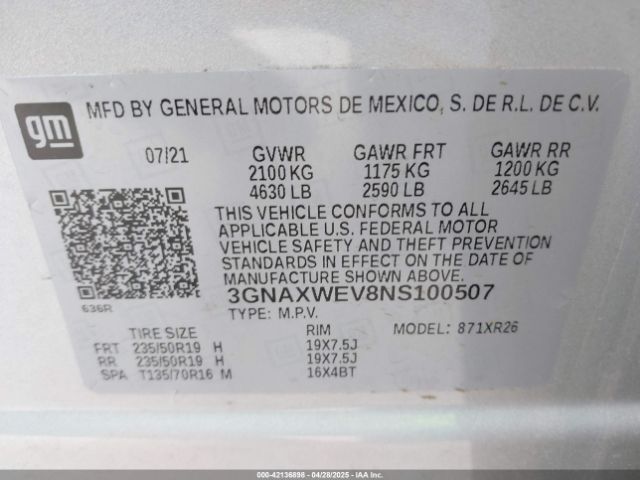 gm
MFD BY GENERAL MOTORS DE MEXICO, S. DE R.L. DE C.V.
07/21 GVWR GAWR FRT GAWR RR
2100 KG 1175 KG 1200 KG
4630 LB 2590 LB 2645 LB
THIS VEHICLE CONFORMS TO ALL
APPLICABLE U.S. FEDERAL MOTOR
VEHICLE SAFETY AND THEFT PREVENTION
STANDARDS IN EFFECT ON THE DATE OF
MANUFACTURE SHOWN ABOVE.
636R
3GNAXWEV8NS100507
TYPE: M.P.V. MODEL: 871XR26
TIRE SIZE RIM
FRT 235/50R19 H 19X7.5J
RR 235/50R19 H 19X7.5J
SPA T135/70R16 M 16X4BT
000-42136898 - 04/28/2025 - IAA Inc.